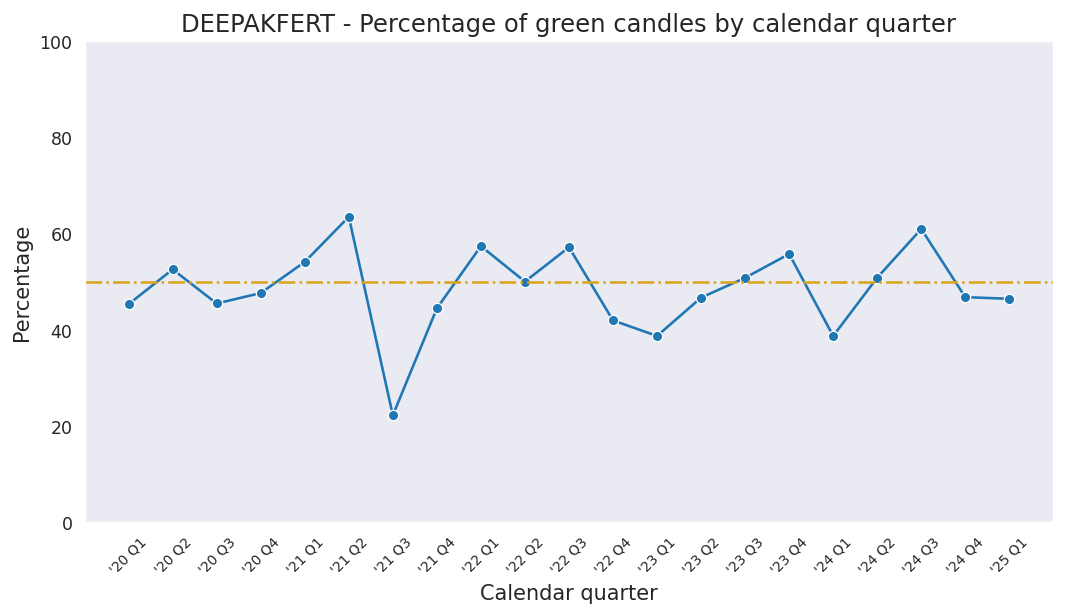 DEEPAKFERT - Percentage of green candles by calendar quarter
100
80
60
40
20
0
Percentage
'20 Q1
'20 Q2
'20 Q3
'20 Q4
'21 Q1
'21 Q2
'21 Q3
'21 Q4
'22 Q1
'22 Q2
'22 Q3
'22 Q4
'23 Q1
'23 Q2
'23 Q3
'23 Q4
'24 Q1
'24 Q2
'24 Q3
'24 Q4
'25 Q1
Calendar quarter